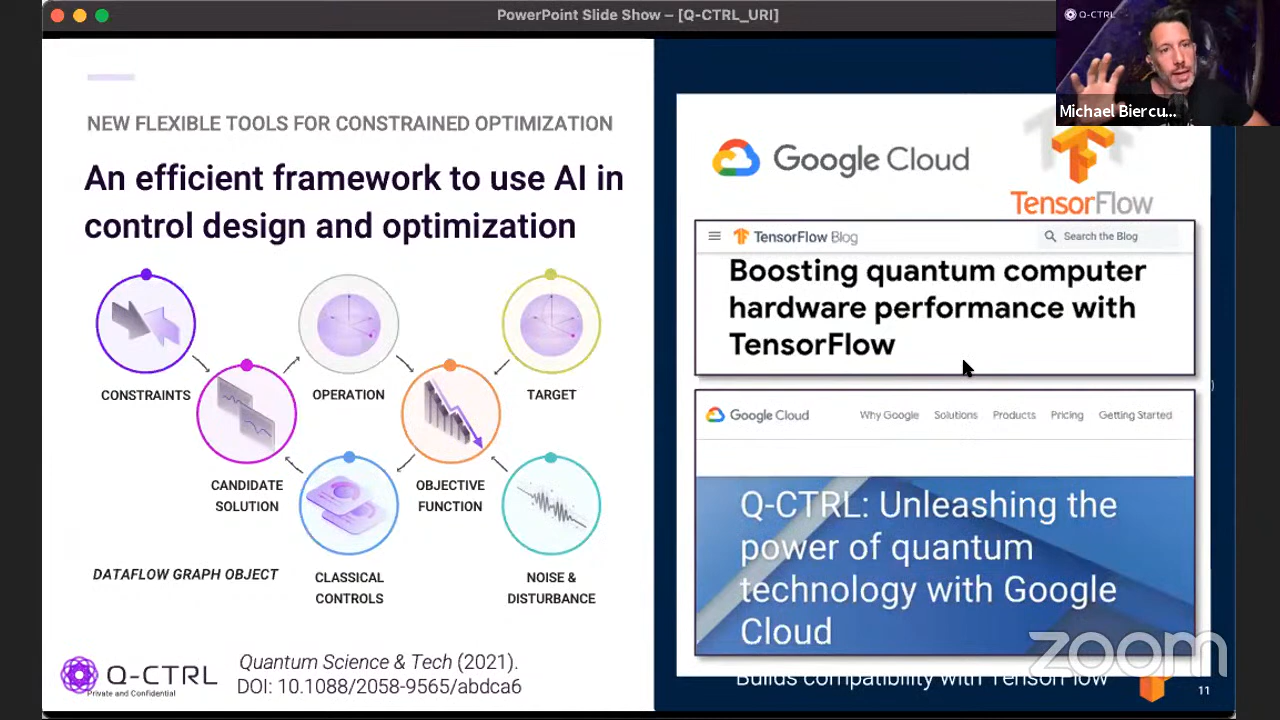 PowerPoint Slide Show – [Q-CTRL_URI]
Q-CTRL
Michael Biercu...
NEW FLEXIBLE TOOLS FOR CONSTRAINED OPTIMIZATION
An efficient framework to use AI in
control design and optimization
CONSTRAINTS
OPERATION
TARGET
CANDIDATE
SOLUTION
OBJECTIVE
FUNCTION
DATAFLOW GRAPH OBJECT
CLASSICAL
CONTROLS
NOISE &
DISTURBANCE
Q-CTRL
Private and Confidential
Quantum Science & Tech (2021).
DOI: 10.1088/2058-9565/abdca6
Google Cloud
TensorFlow
TensorFlow Blog
Search the Blog
Boosting quantum computer
hardware performance with
TensorFlow
Google Cloud
Why Google Solutions Products Pricing Getting Started
Q-CTRL: Unleashing the
power of quantum
technology with Google
Cloud
zoom
Builds compatibility with TensorFlow
11